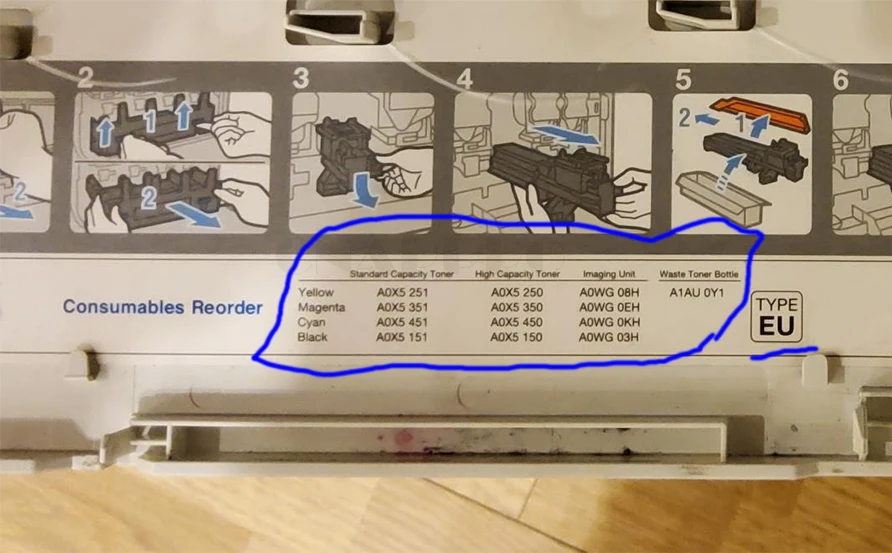 2 3 4 5 6
1
2
2
2 1
Standard Capacity Toner High Capacity Toner Imaging Unit Waste Toner Bottle
Yellow A0X5 251 A0X5 250 A0WG 08H A1AU 0Y1
Magenta A0X5 351 A0X5 350 A0WG 0EH
Cyan A0X5 451 A0X5 450 A0WG 0KH
Black A0X5 151 A0X5 150 A0WG 03H
Consumables Reorder
TYPE
EU